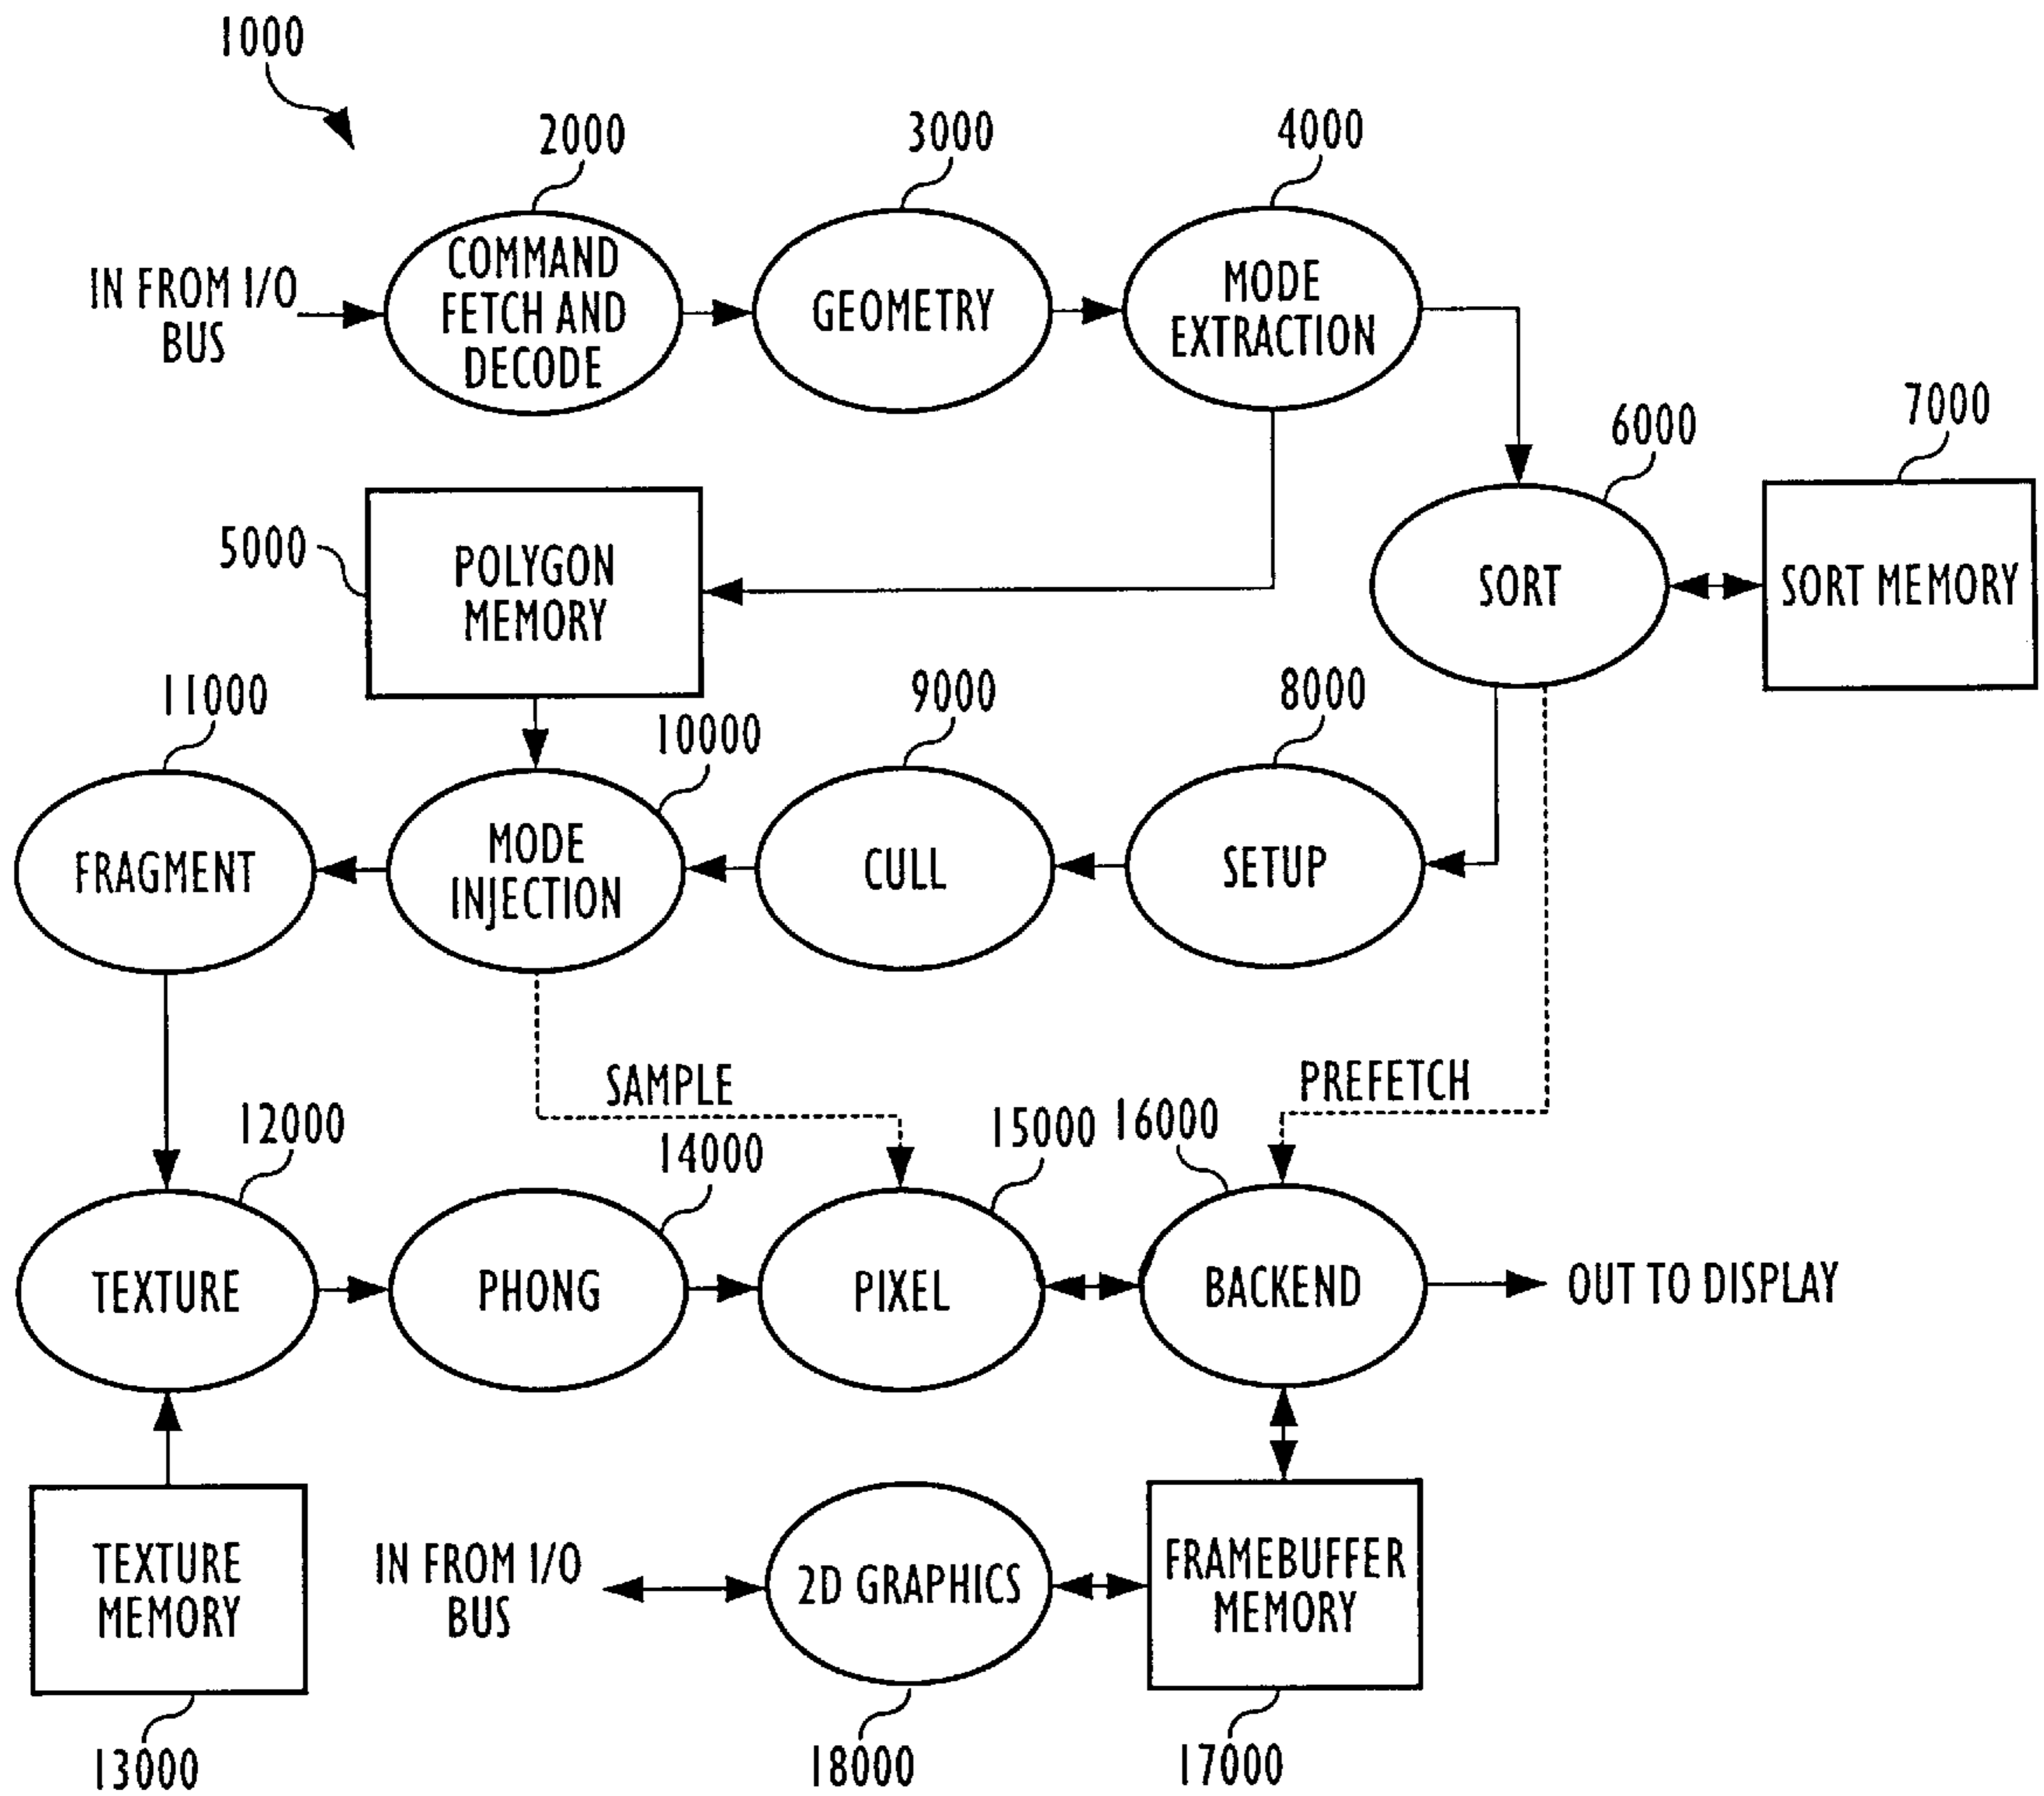 1000
2000
3000
4000
IN FROM I/O
BUS
COMMAND
FETCH AND
DECODE
GEOMETRY
MODE
EXTRACTION
5000
POLYGON
MEMORY
6000
SORT
7000
SORT MEMORY
11000
FRAGMENT
10000
MODE
INJECTION
9000
CULL
8000
SETUP
SAMPLE
PREFETCH
12000
TEXTURE
14000
PHONG
15000
PIXEL
16000
BACKEND
OUT TO DISPLAY
TEXTURE
MEMORY
13000
IN FROM I/O
BUS
2D GRAPHICS
18000
FRAMEBUFFER
MEMORY
17000